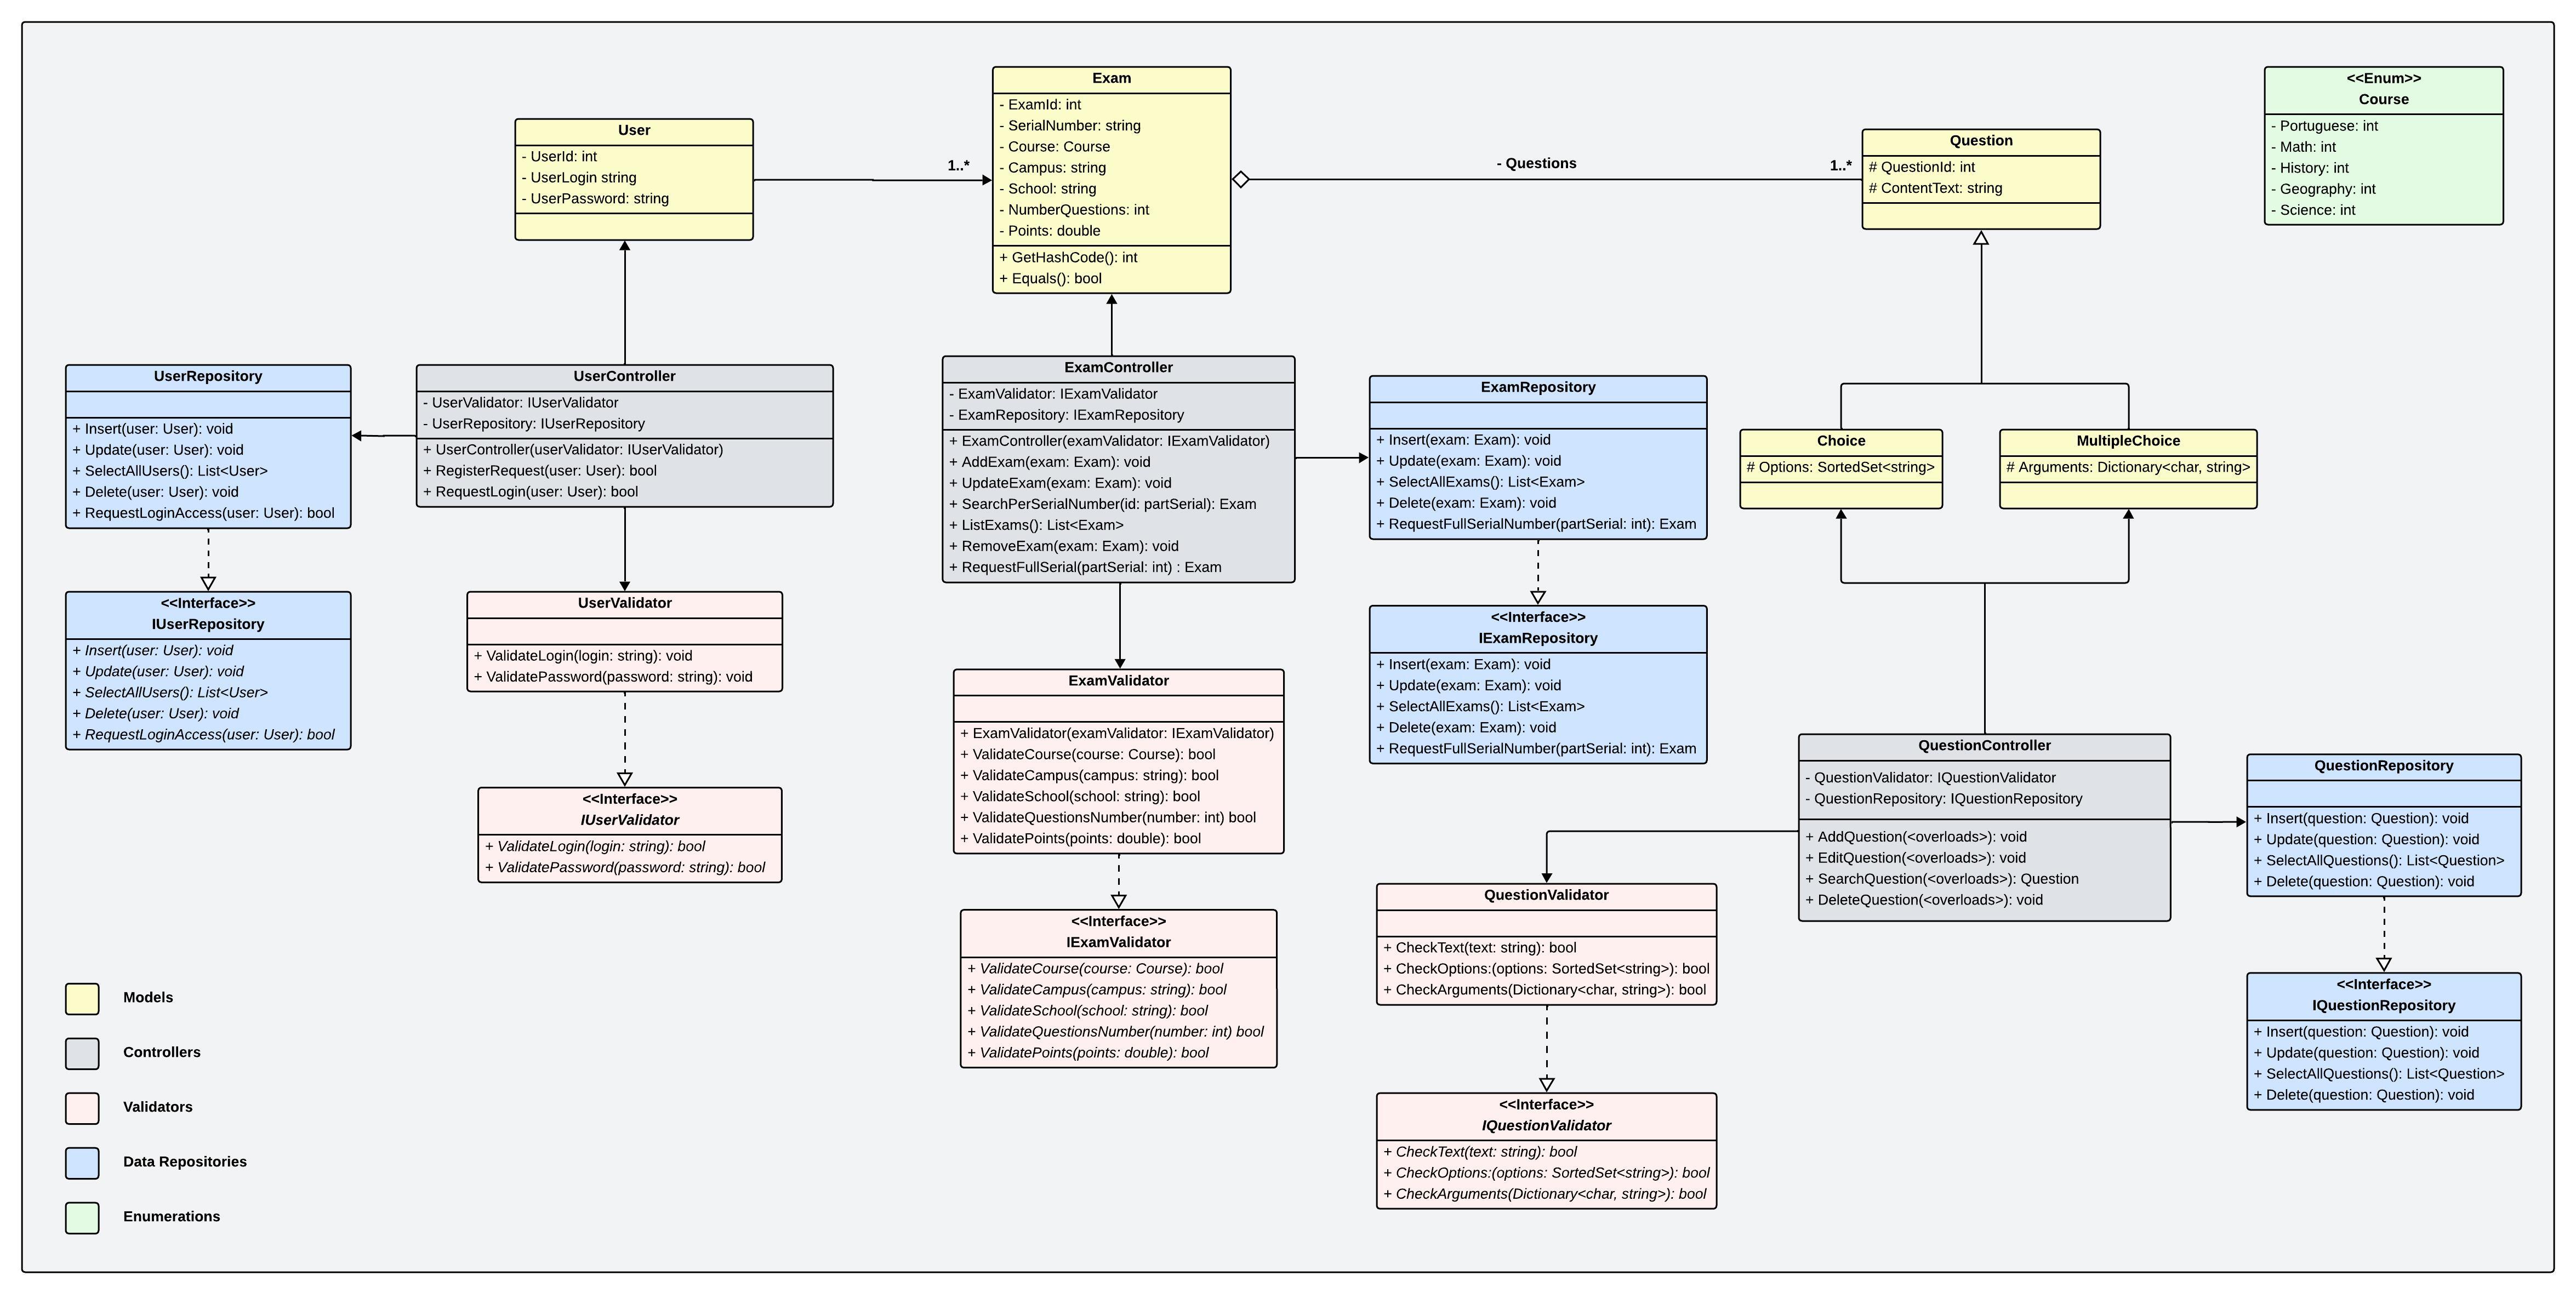 Exam
- ExamId: int
- SerialNumber: string
- Course: Course
- Campus: string
- School: string
- NumberQuestions: int
- Points: double
+ GetHashCode(): int
+ Equals(): bool
<<Enum>>
Course
- Portuguese: int
- Math: int
- History: int
- Geography: int
- Science: int
User
- UserId: int
- UserLogin string
- UserPassword: string
1..*
- Questions
1..*
Question
# QuestionId: int
# ContentText: string
UserRepository
+ Insert(user: User): void
+ Update(user: User): void
+ SelectAllUsers(): List<User>
+ Delete(user: User): void
+ RequestLoginAccess(user: User): bool
UserController
- UserValidator: IUserValidator
- UserRepository: IUserRepository
+ UserController(userValidator: IUserValidator)
+ RegisterRequest(user: User): bool
+ RequestLogin(user: User): bool
ExamController
- ExamValidator: IExamValidator
- ExamRepository: IExamRepository
+ ExamController(examValidator: IExamValidator)
+ AddExam(exam: Exam): void
+ UpdateExam(exam: Exam): void
+ SearchPerSerialNumber(id: partSerial): Exam
+ ListExams(): List<Exam>
+ RemoveExam(exam: Exam): void
+ RequestFullSerial(partSerial: int) : Exam
ExamRepository
+ Insert(exam: Exam): void
+ Update(exam: Exam): void
+ SelectAllExams(): List<Exam>
+ Delete(exam: Exam): void
+ RequestFullSerialNumber(partSerial: int): Exam
Choice
# Options: SortedSet<string>
MultipleChoice
# Arguments: Dictionary<char, string>
<<Interface>>
IUserRepository
+ Insert(user: User): void
+ Update(user: User): void
+ SelectAllUsers(): List<User>
+ Delete(user: User): void
+ RequestLoginAccess(user: User): bool
UserValidator
+ ValidateLogin(login: string): void
+ ValidatePassword(password: string): void
<<Interface>>
IUserValidator
+ ValidateLogin(login: string): bool
+ ValidatePassword(password: string): bool
ExamValidator
+ ExamValidator(examValidator: IExamValidator)
+ ValidateCourse(course: Course): bool
+ ValidateCampus(campus: string): bool
+ ValidateSchool(school: string): bool
+ ValidateQuestionsNumber(number: int) bool
+ ValidatePoints(points: double): bool
<<Interface>>
IExamValidator
+ ValidateCourse(course: Course): bool
+ ValidateCampus(campus: string): bool
+ ValidateSchool(school: string): bool
+ ValidateQuestionsNumber(number: int) bool
+ ValidatePoints(points: double): bool
<<Interface>>
IExamRepository
+ Insert(exam: Exam): void
+ Update(exam: Exam): void
+ SelectAllExams(): List<Exam>
+ Delete(exam: Exam): void
+ RequestFullSerialNumber(partSerial: int): Exam
QuestionController
- QuestionValidator: IQuestionValidator
- QuestionRepository: IQuestionRepository
+ AddQuestion(<overloads>): void
+ EditQuestion(<overloads>): void
+ SearchQuestion(<overloads>): Question
+ DeleteQuestion(<overloads>): void
QuestionRepository
+ Insert(question: Question): void
+ Update(question: Question): void
+ SelectAllQuestions(): List<Question>
+ Delete(question: Question): void
QuestionValidator
+ CheckText(text: string): bool
+ CheckOptions:(options: SortedSet<string>): bool
+ CheckArguments(Dictionary<char, string>): bool
<<Interface>>
IQuestionRepository
+ Insert(question: Question): void
+ Update(question: Question): void
+ SelectAllQuestions(): List<Question>
+ Delete(question: Question): void
<<Interface>>
IQuestionValidator
+ CheckText(text: string): bool
+ CheckOptions:(options: SortedSet<string>): bool
+ CheckArguments(Dictionary<char, string>): bool
Models
Controllers
Validators
Data Repositories
Enumerations